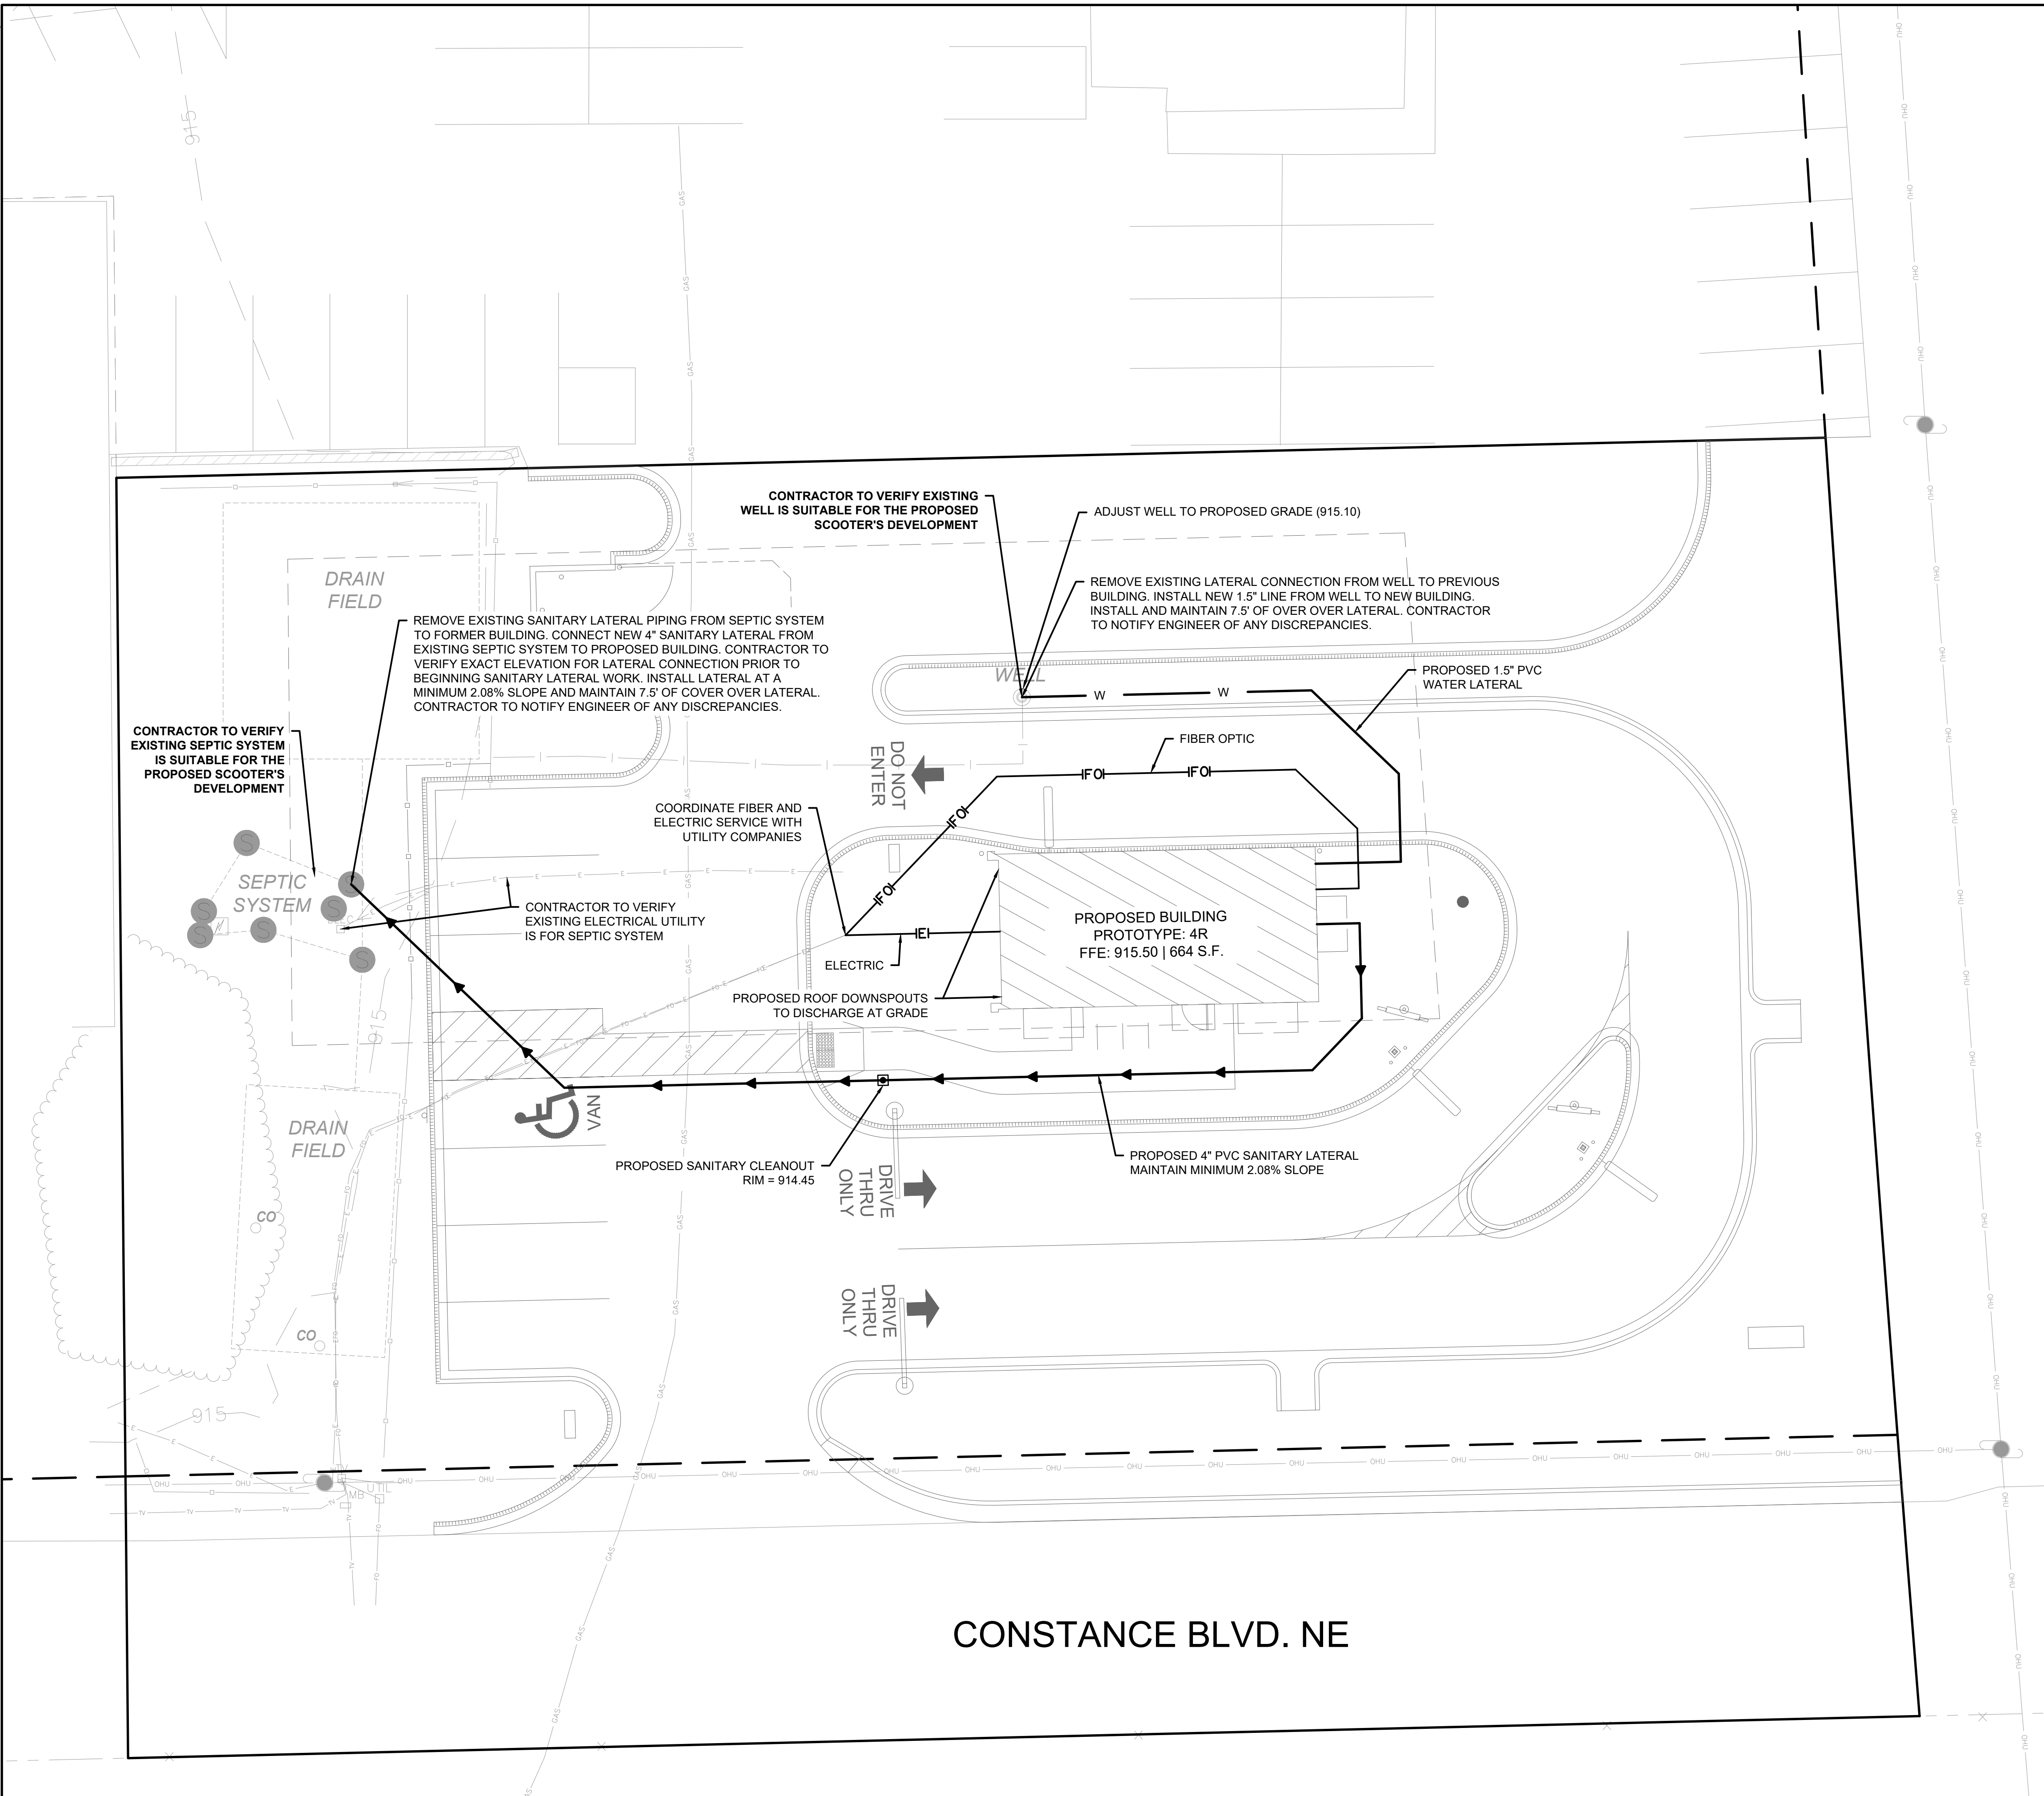 915
CONTRACTOR TO VERIFY EXISTING
WELL IS SUITABLE FOR THE PROPOSED
SCOOTER'S DEVELOPMENT
ADJUST WELL TO PROPOSED GRADE (915.10)
REMOVE EXISTING LATERAL CONNECTION FROM WELL TO PREVIOUS
BUILDING. INSTALL NEW 1.5" LINE FROM WELL TO NEW BUILDING.
INSTALL AND MAINTAIN 7.5' OF OVER OVER LATERAL. CONTRACTOR
TO NOTIFY ENGINEER OF ANY DISCREPANCIES.
DRAIN
FIELD
REMOVE EXISTING SANITARY LATERAL PIPING FROM SEPTIC SYSTEM
TO FORMER BUILDING. CONNECT NEW 4" SANITARY LATERAL FROM
EXISTING SEPTIC SYSTEM TO PROPOSED BUILDING. CONTRACTOR TO
VERIFY EXACT ELEVATION FOR LATERAL CONNECTION PRIOR TO
BEGINNING SANITARY LATERAL WORK. INSTALL LATERAL AT A
MINIMUM 2.08% SLOPE AND MAINTAIN 7.5' OF COVER OVER LATERAL.
CONTRACTOR TO NOTIFY ENGINEER OF ANY DISCREPANCIES.
WELL
W
W
PROPOSED 1.5" PVC
WATER LATERAL
CONTRACTOR TO VERIFY
EXISTING SEPTIC SYSTEM
IS SUITABLE FOR THE
PROPOSED SCOOTER'S
DEVELOPMENT
DO NOT
ENTER
FIBER OPTIC
FO
FO
FO
FO
COORDINATE FIBER AND
ELECTRIC SERVICE WITH
UTILITY COMPANIES
SEPTIC
SYSTEM
S
S
S
S
S
S
S
CONTRACTOR TO VERIFY
EXISTING ELECTRICAL UTILITY
IS FOR SEPTIC SYSTEM
PROPOSED BUILDING
PROTOTYPE: 4R
FFE: 915.50 | 664 S.F.
E
ELECTRIC
PROPOSED ROOF DOWNSPOUTS
TO DISCHARGE AT GRADE
915
VAN
DRAIN
FIELD
PROPOSED SANITARY CLEANOUT
RIM = 914.45
PROPOSED 4" PVC SANITARY LATERAL
MAINTAIN MINIMUM 2.08% SLOPE
DRIVE
THRU
ONLY
CO
DRIVE
THRU
ONLY
CO
915
TV
MB
UTIL
OHU
GAS
CONSTANCE BLVD. NE